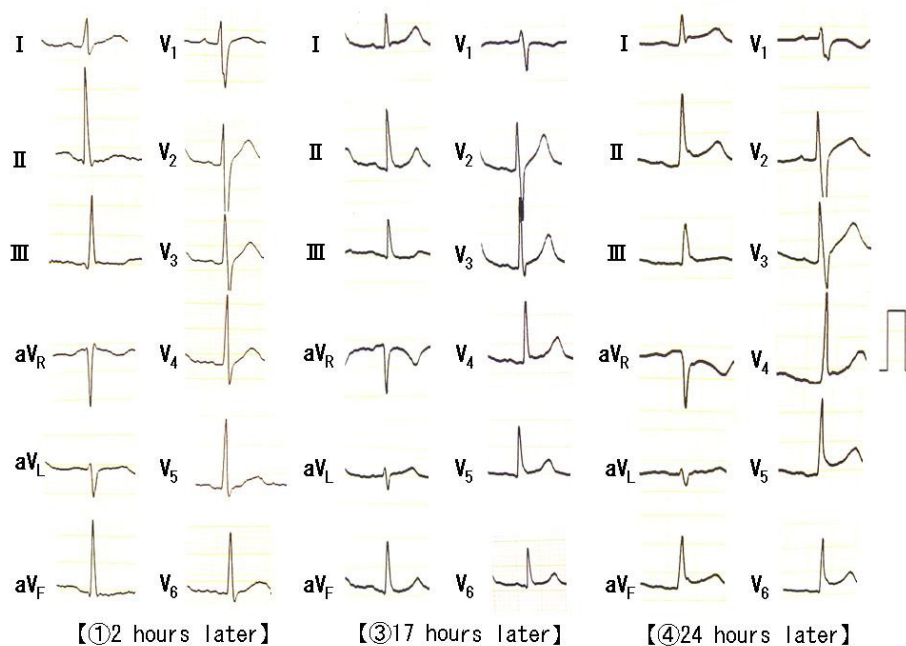 I V1 I V1 I V1
II V2 II V2 II V2
III V3 III V3 III V3
aVR V4 aVR V4 aVR V4
aVL V5 aVL V5 aVL V5
aVF V6 aVF V6 aVF V6
【①2 hours later】 【③17 hours later】 【④24 hours later】